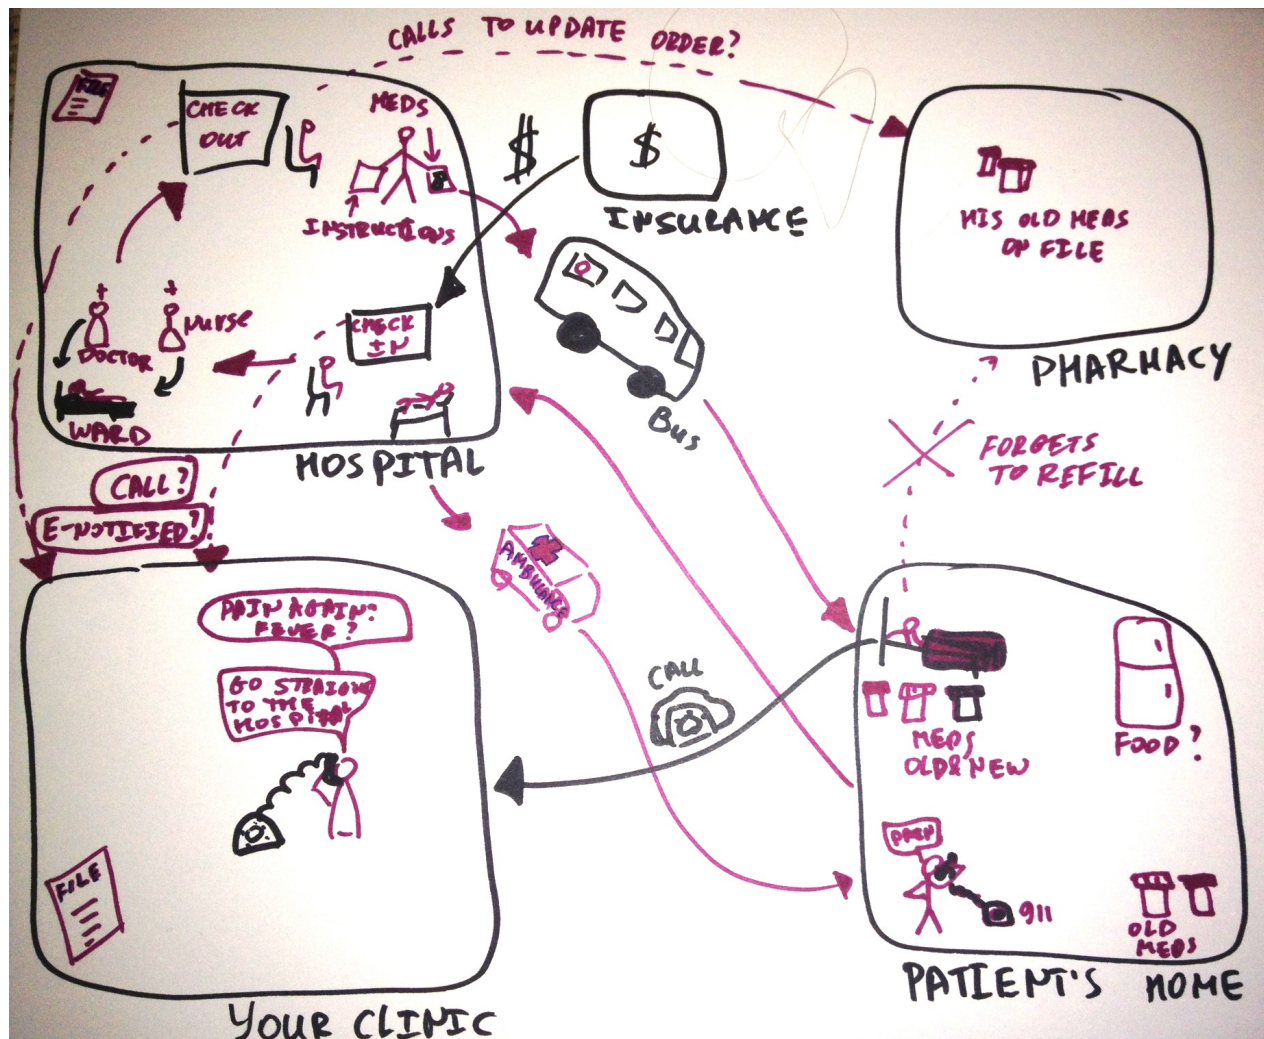 CALLS TO UPDATE ORDER?
FILE
CHECK
OUT
MEDS
INSTRUCTIONS
$
$
INSURANCE
HIS OLD MEDS
ON FILE
PHARMACY
DOCTOR
NURSE
WARD
CHECK
IN
HOSPITAL
BUS
FORGETS
TO REFILL
CALL?
E-NOTIFIED?
AMBULANCE
PAIN AGAIN?
FEVER?
GO STRAIGHT
TO THE
HOSPITAL
FILE
YOUR CLINIC
CALL
MEDS
OLD & NEW
FOOD?
PAIN
911
OLD
MEDS
PATIENT'S HOME